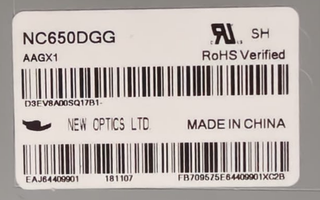 NC650DGG
SH
AAGX1
RoHS Verified
D3EV8A00SQ17B1-
NEW OPTICS LTD
MADE IN CHINA
EAJ64409901 181107 FB709575E64409901XC2B